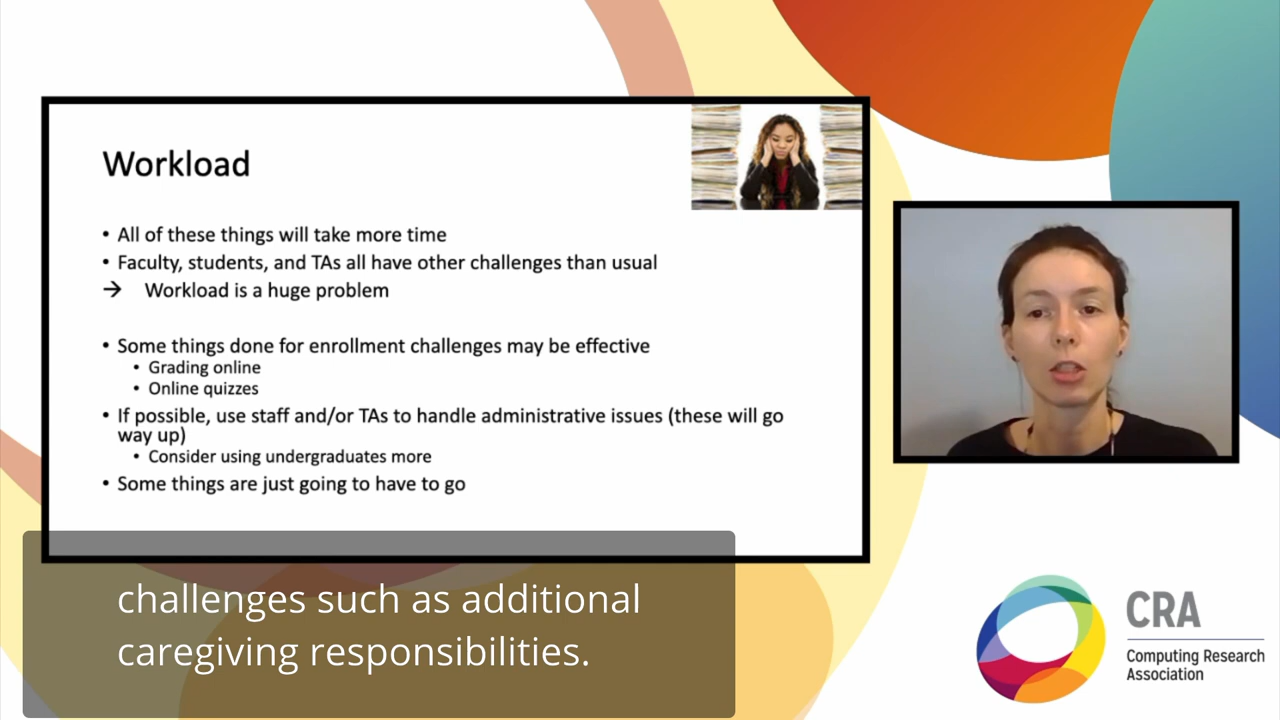 Workload
• All of these things will take more time
• Faculty, students, and TAs all have other challenges than usual
→ Workload is a huge problem
• Some things done for enrollment challenges may be effective
• Grading online
• Online quizzes
• If possible, use staff and/or TAs to handle administrative issues (these will go
way up)
• Consider using undergraduates more
• Some things are just going to have to go
challenges such as additional
caregiving responsibilities.
CRA
Computing Research
Association